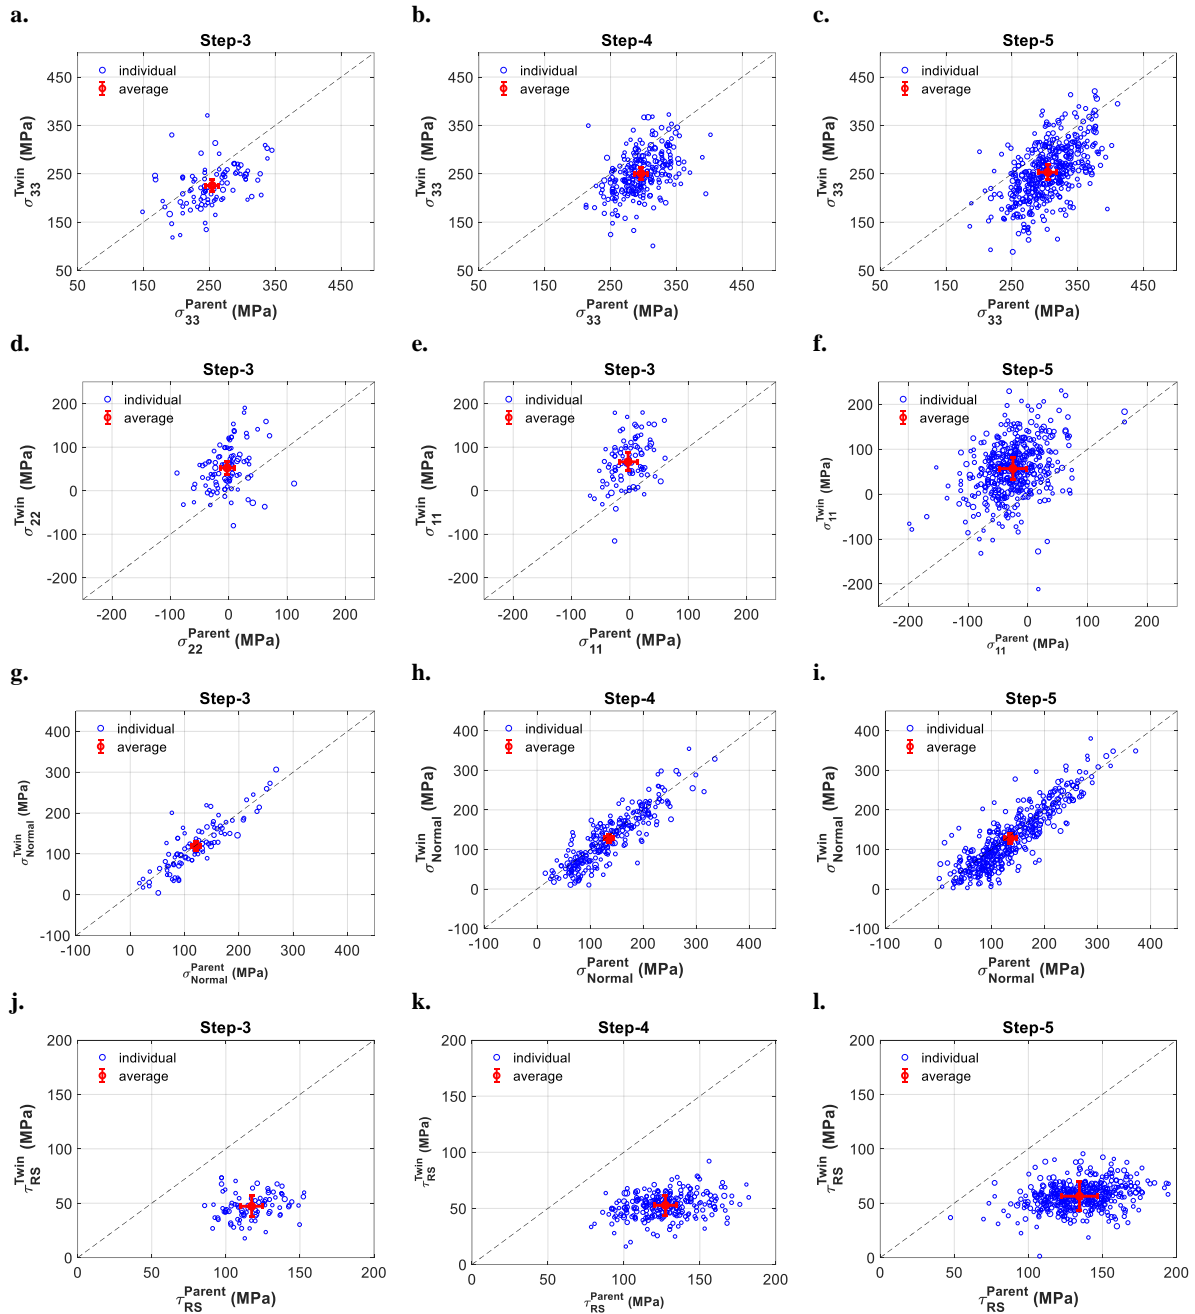 a.
Step-3
individual
average
450
350
250
150
50
50 150 250 350 450
σ33Twin (MPa)
σ33Parent (MPa)
b.
Step-4
individual
average
450
350
250
150
50
50 150 250 350 450
σ33Twin (MPa)
σ33Parent (MPa)
c.
Step-5
individual
average
450
350
250
150
50
50 150 250 350 450
σ33Twin (MPa)
σ33Parent (MPa)
d.
Step-3
individual
average
200
100
0
-100
-200
-200 -100 0 100 200
σ22Twin (MPa)
σ22Parent (MPa)
e.
Step-3
individual
average
200
100
0
-100
-200
-200 -100 0 100 200
σ11Twin (MPa)
σ11Parent (MPa)
f.
Step-5
individual
average
200
100
0
-100
-200
-200 -100 0 100 200
σ11Twin (MPa)
σ11Parent (MPa)
g.
Step-3
individual
average
400
300
200
100
0
-100
-100 0 100 200 300 400
σNormalTwin (MPa)
σNormalParent (MPa)
h.
Step-4
individual
average
400
300
200
100
0
-100
-100 0 100 200 300 400
σNormalTwin (MPa)
σNormalParent (MPa)
i.
Step-5
individual
average
400
300
200
100
0
-100
-100 0 100 200 300 400
σNormalTwin (MPa)
σNormalParent (MPa)
j.
Step-3
individual
average
200
150
100
50
0
0 50 100 150 200
τRSTwin (MPa)
τRSParent (MPa)
k.
Step-4
individual
average
200
150
100
50
0
0 50 100 150 200
τRSTwin (MPa)
τRSParent (MPa)
l.
Step-5
individual
average
200
150
100
50
0
0 50 100 150 200
τRSTwin (MPa)
τRSParent (MPa)